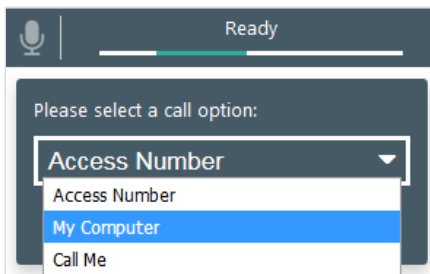 Ready
Please select a call option:
Access Number
Access Number
My Computer
Call Me